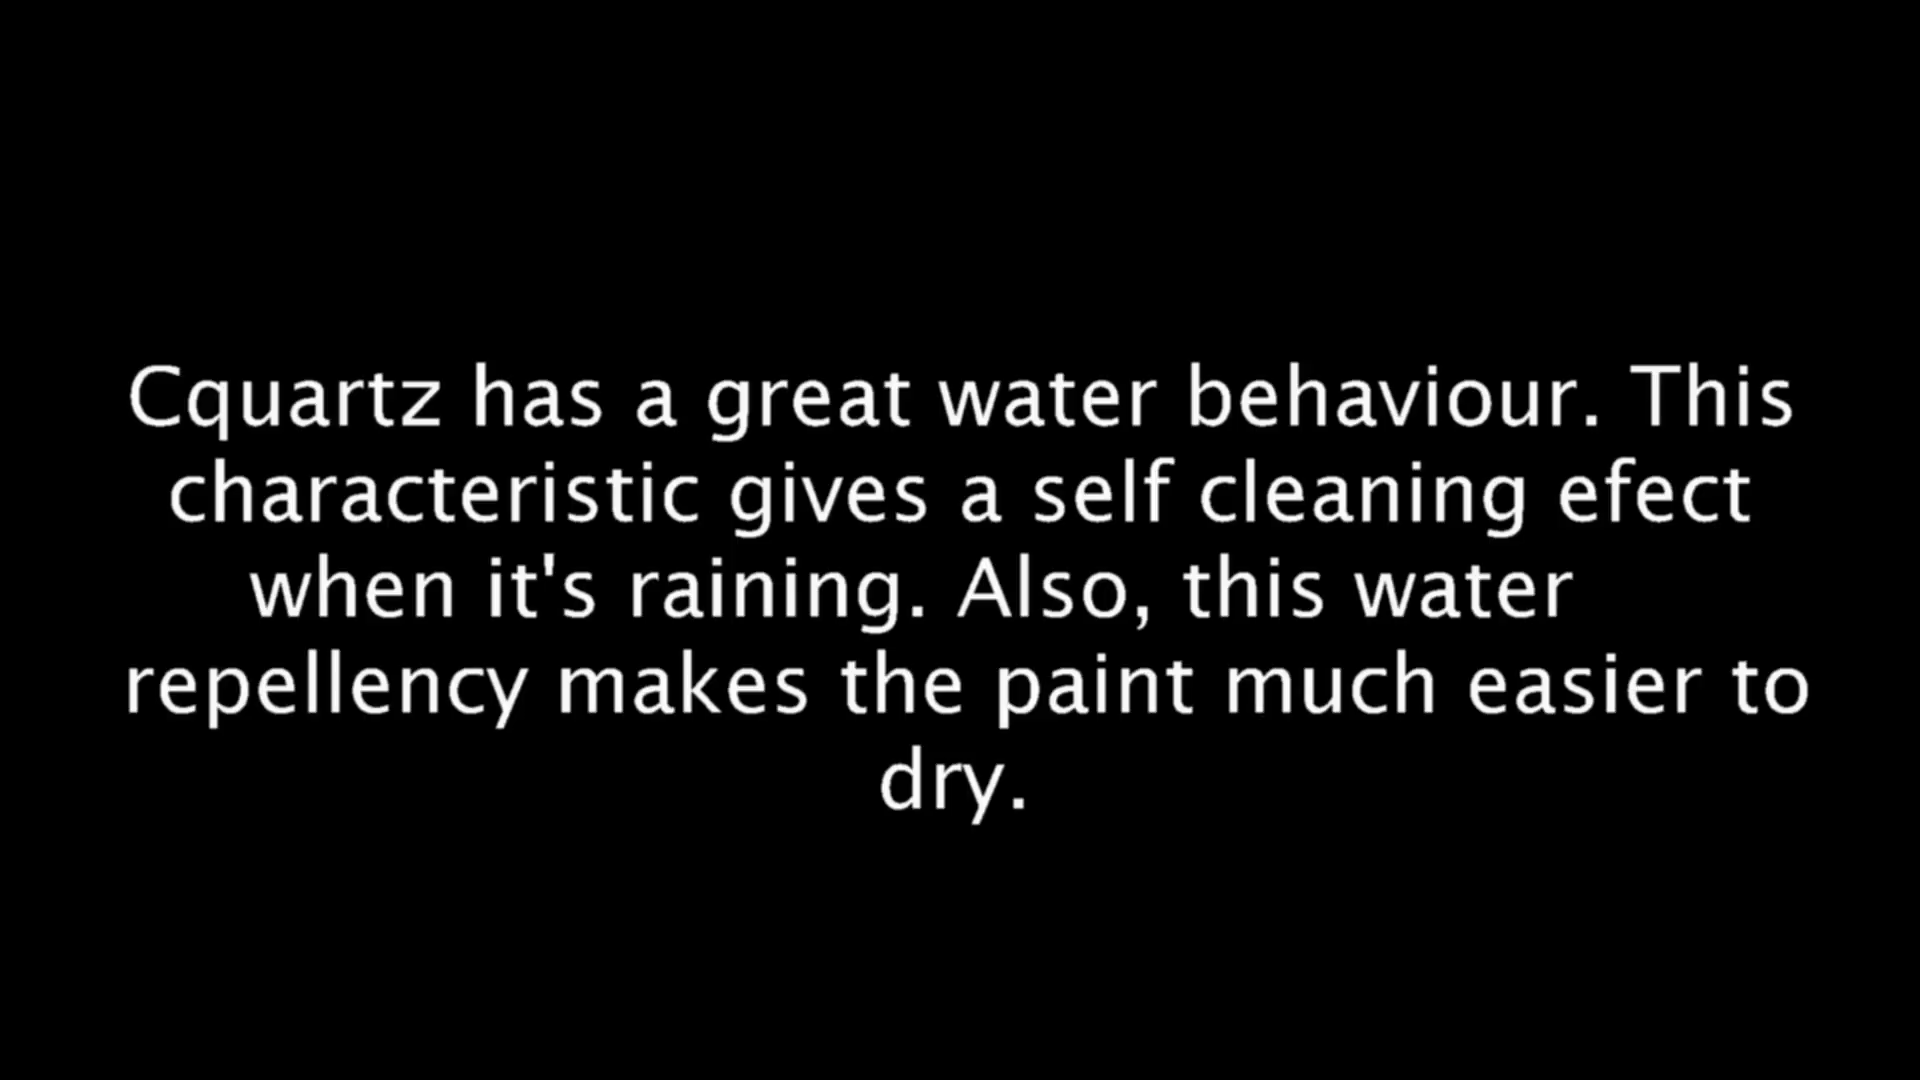 Cquartz has a great water behaviour. This
characteristic gives a self cleaning efect
when it's raining. Also, this water
repellency makes the paint much easier to
dry.